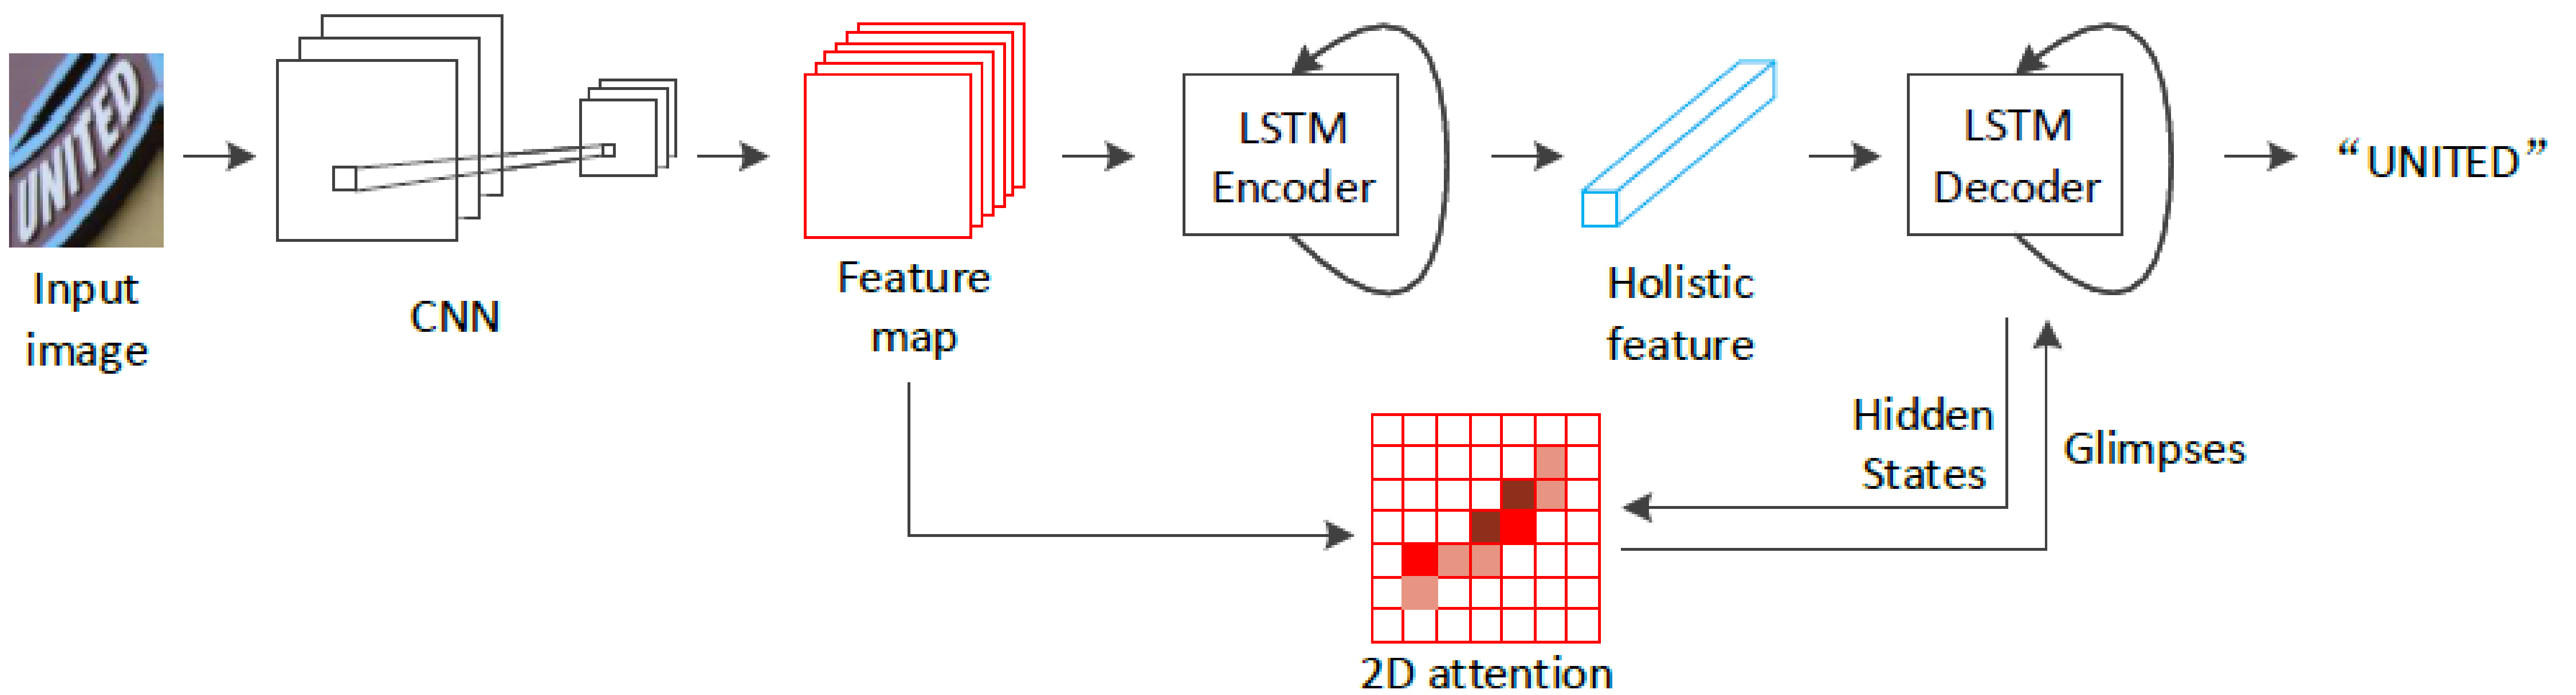 UNITED
Input
image
CNN
Feature
map
LSTM
Encoder
Holistic
feature
LSTM
Decoder
“UNITED”
Hidden
States
Glimpses
2D attention